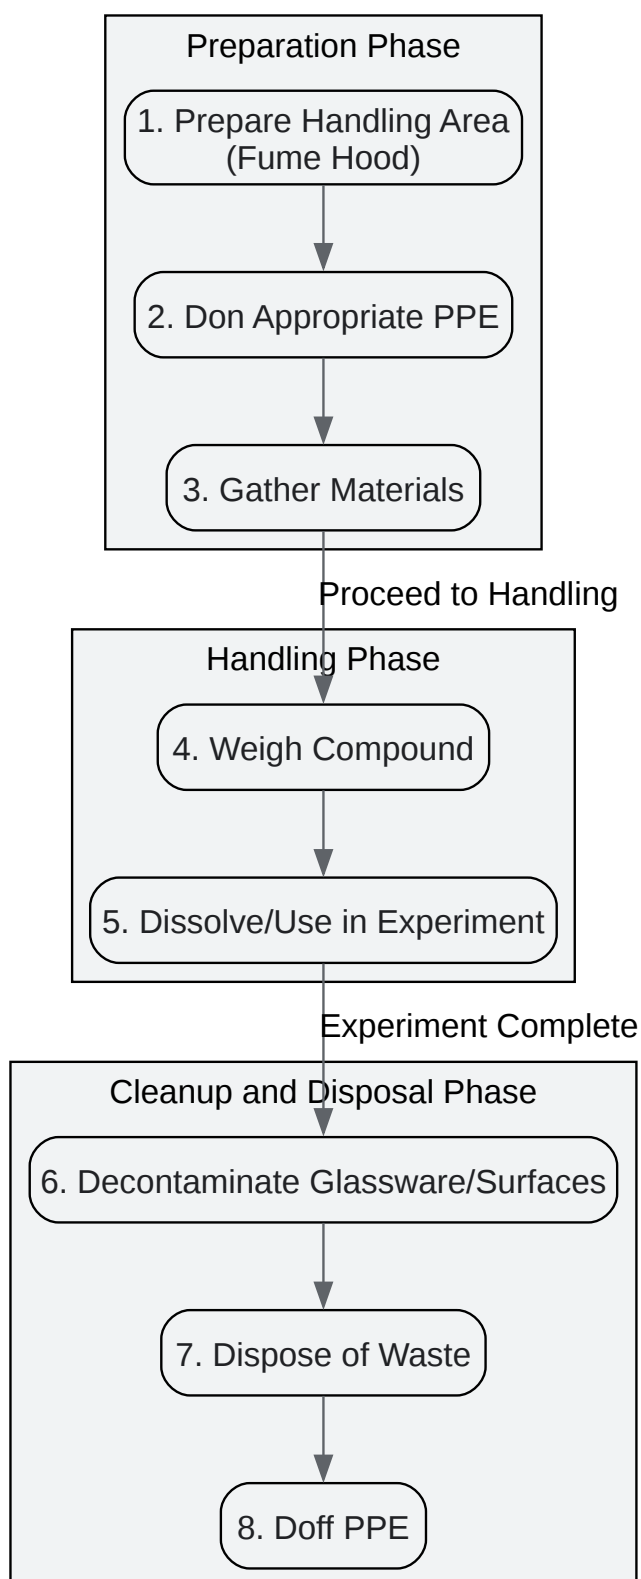 Preparation Phase
1. Prepare Handling Area
(Fume Hood)
2. Don Appropriate PPE
3. Gather Materials
Proceed to Handling
Handling Phase
4. Weigh Compound
5. Dissolve/Use in Experiment
Experiment Complete
Cleanup and Disposal Phase
6. Decontaminate Glassware/Surfaces
7. Dispose of Waste
8. Doff PPE